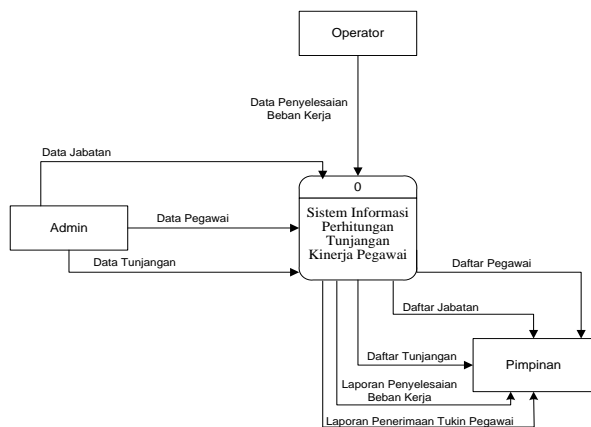 Operator
Data Penyelesaian
Beban Kerja
Data Jabatan
0
Sistem Informasi
Perhitungan
Tunjangan
Kinerja Pegawai
Admin
Data Pegawai
Data Tunjangan
Daftar Pegawai
Daftar Jabatan
Daftar Tunjangan
Pimpinan
Laporan Penyelesaian
Beban Kerja
Laporan Penerimaan Tukin Pegawai